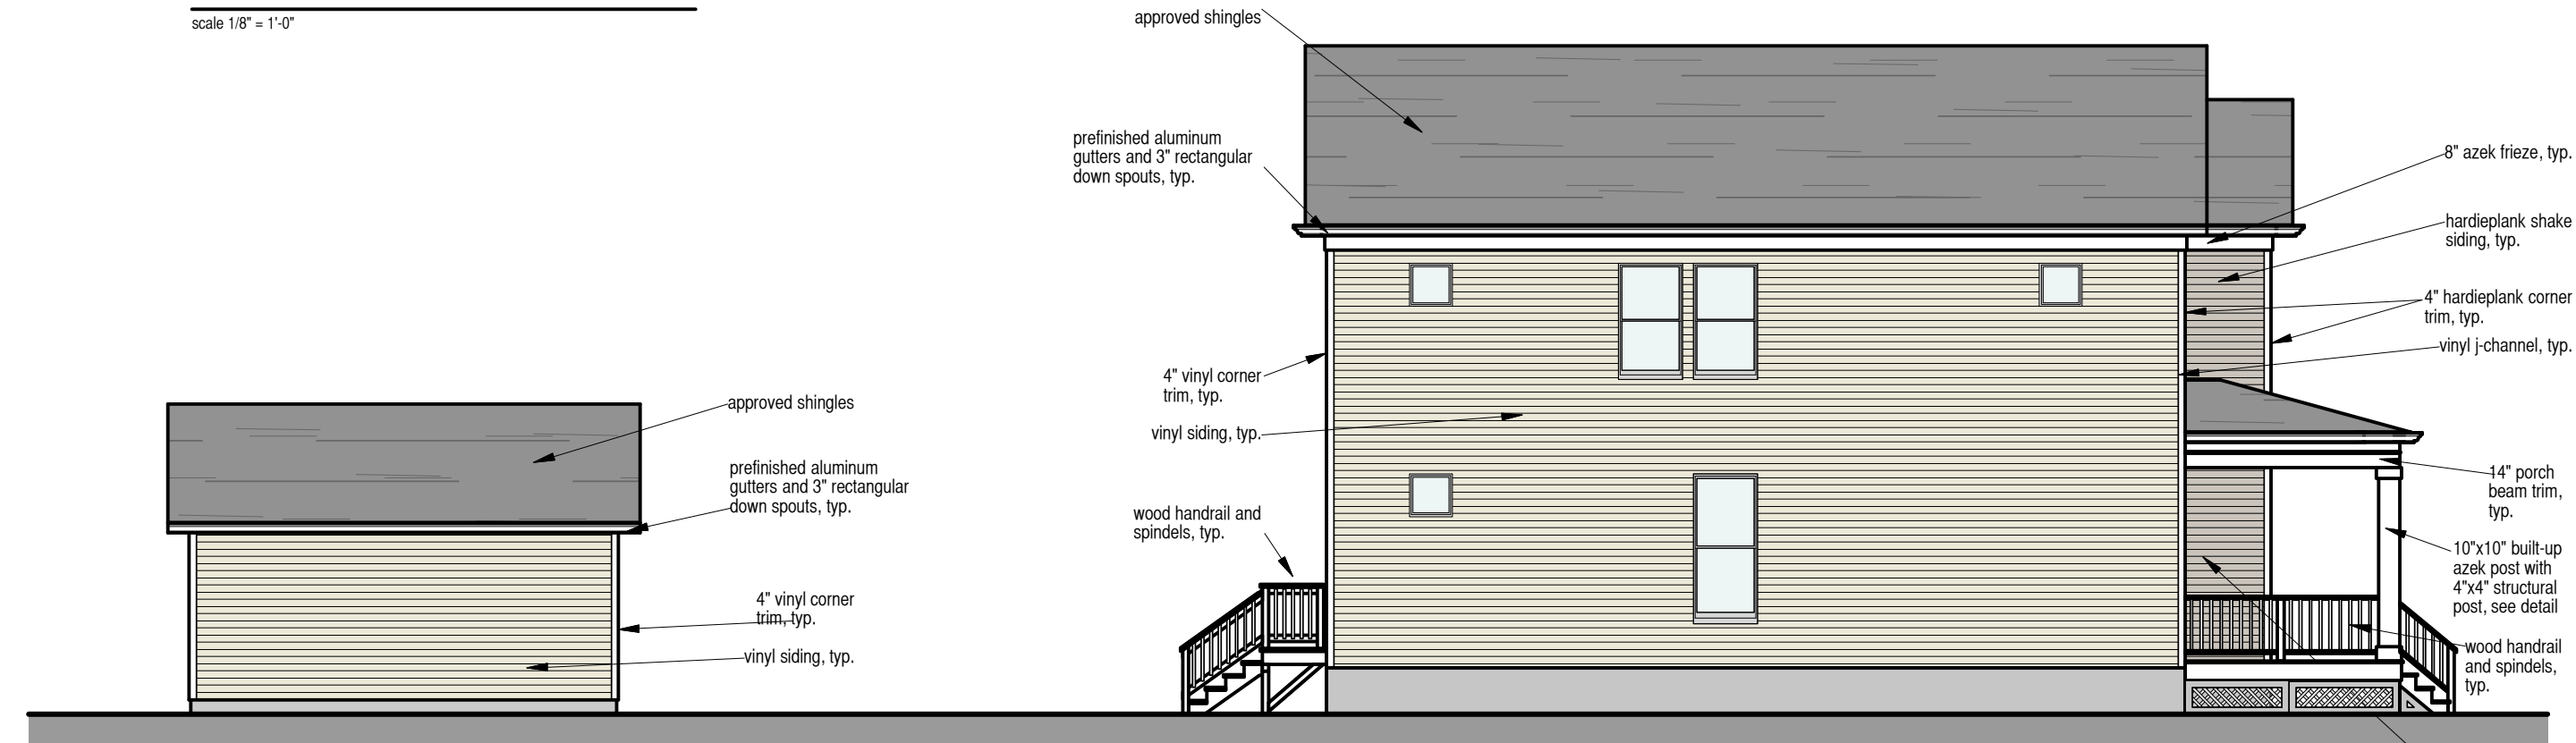 scale 1/8" = 1'-0"
approved shingles
prefinished aluminum
gutters and 3" rectangular
down spouts, typ.
4" vinyl corner
trim, typ.
vinyl siding, typ.
approved shingles
prefinished aluminum
gutters and 3" rectangular
down spouts, typ.
4" vinyl corner
trim, typ.
vinyl siding, typ.
wood handrail and
spindels, typ.
8" azek frieze, typ.
hardieplank shake
siding, typ.
4" hardieplank corner
trim, typ.
vinyl j-channel, typ.
14" porch
beam trim,
typ.
10"x10" built-up
azek post with
4"x4" structural
post, see detail
wood handrail
and spindels,
typ.